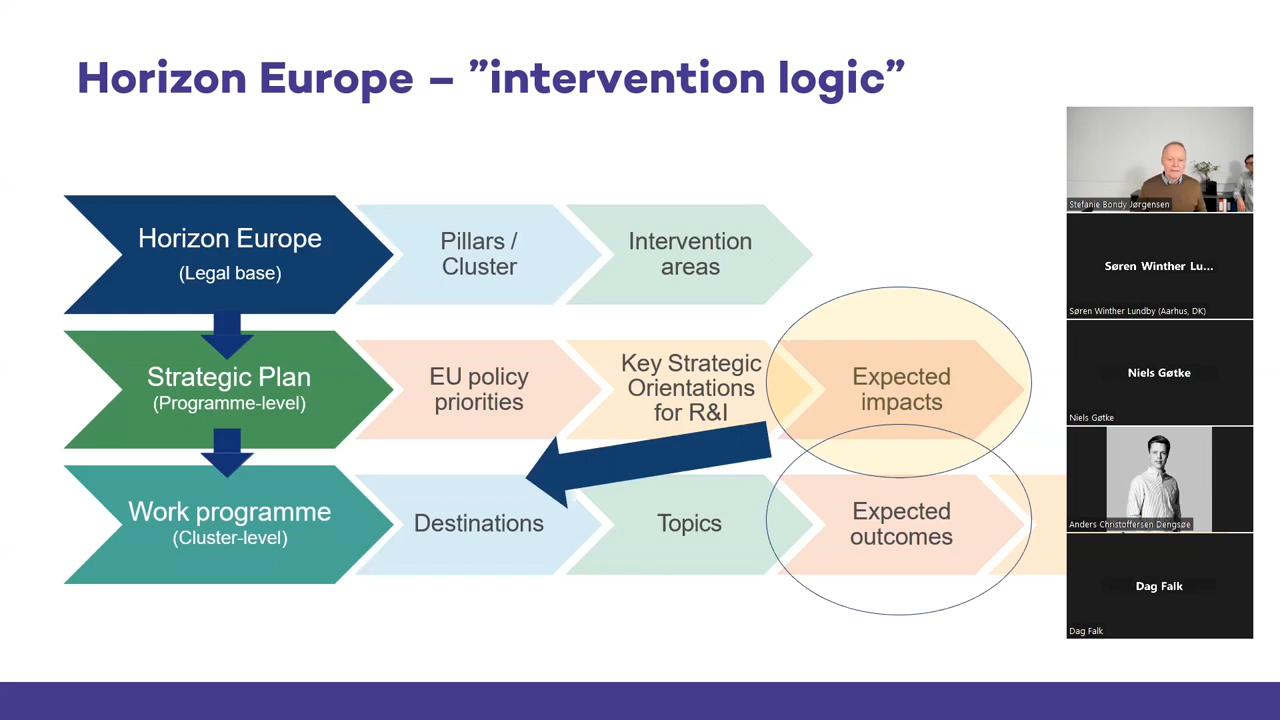 Horizon Europe – ”intervention logic”
Horizon Europe
(Legal base)
Pillars /
Cluster
Intervention
areas
Strategic Plan
(Programme-level)
EU policy
priorities
Key Strategic
Orientations
for R&I
Expected
impacts
Work programme
(Cluster-level)
Destinations
Topics
Expected
outcomes
Stefanie Bondy Jørgensen
Søren Winther Lu...
Søren Winther Lundby (Aarhus, DK)
Niels Gøtke
Niels Gøtke
Anders Christoffersen Dengsøe
Dag Falk
Dag Falk